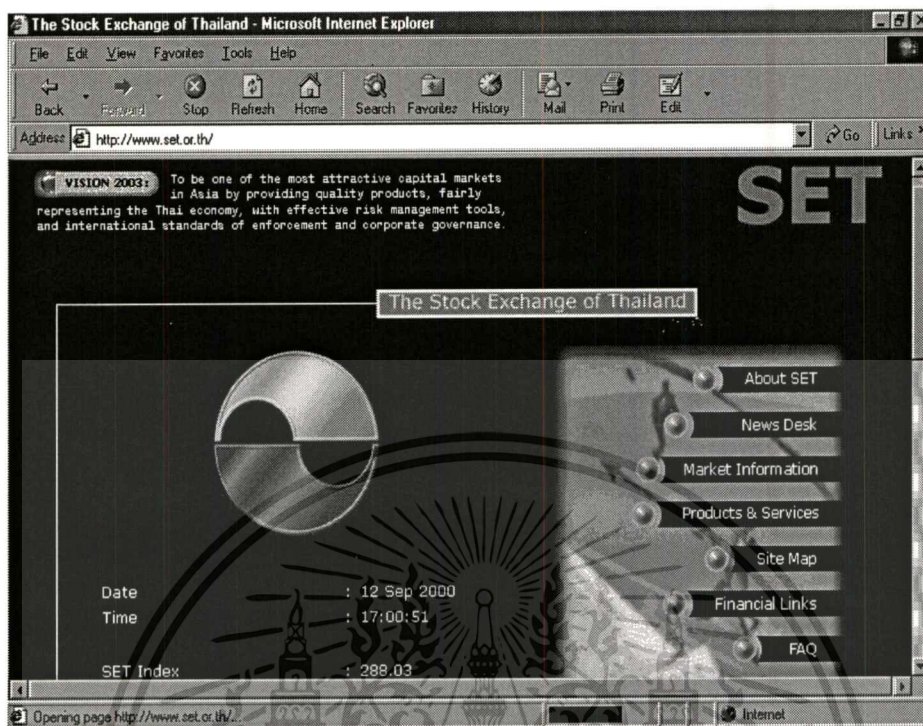 The Stock Exchange of Thailand - Microsoft Internet Explorer
File Edit View Favorites Tools Help
Back Forward Stop Refresh Home Search Favorites History Mail Print Edit
Address http://www.set.or.th/ Go Links
VISION 2003: To be one of the most attractive capital markets
in Asia by providing quality products, fairly
representing the Thai economy, with effective risk management tools,
and international standards of enforcement and corporate governance.
SET
The Stock Exchange of Thailand
About SET
News Desk
Market Information
Products & Services
Site Map
Financial Links
FAQ
Date : 12 Sep 2000
Time : 17:00:51
SET Index : 288.03
Opening page http://www.set.or.th/... Internet